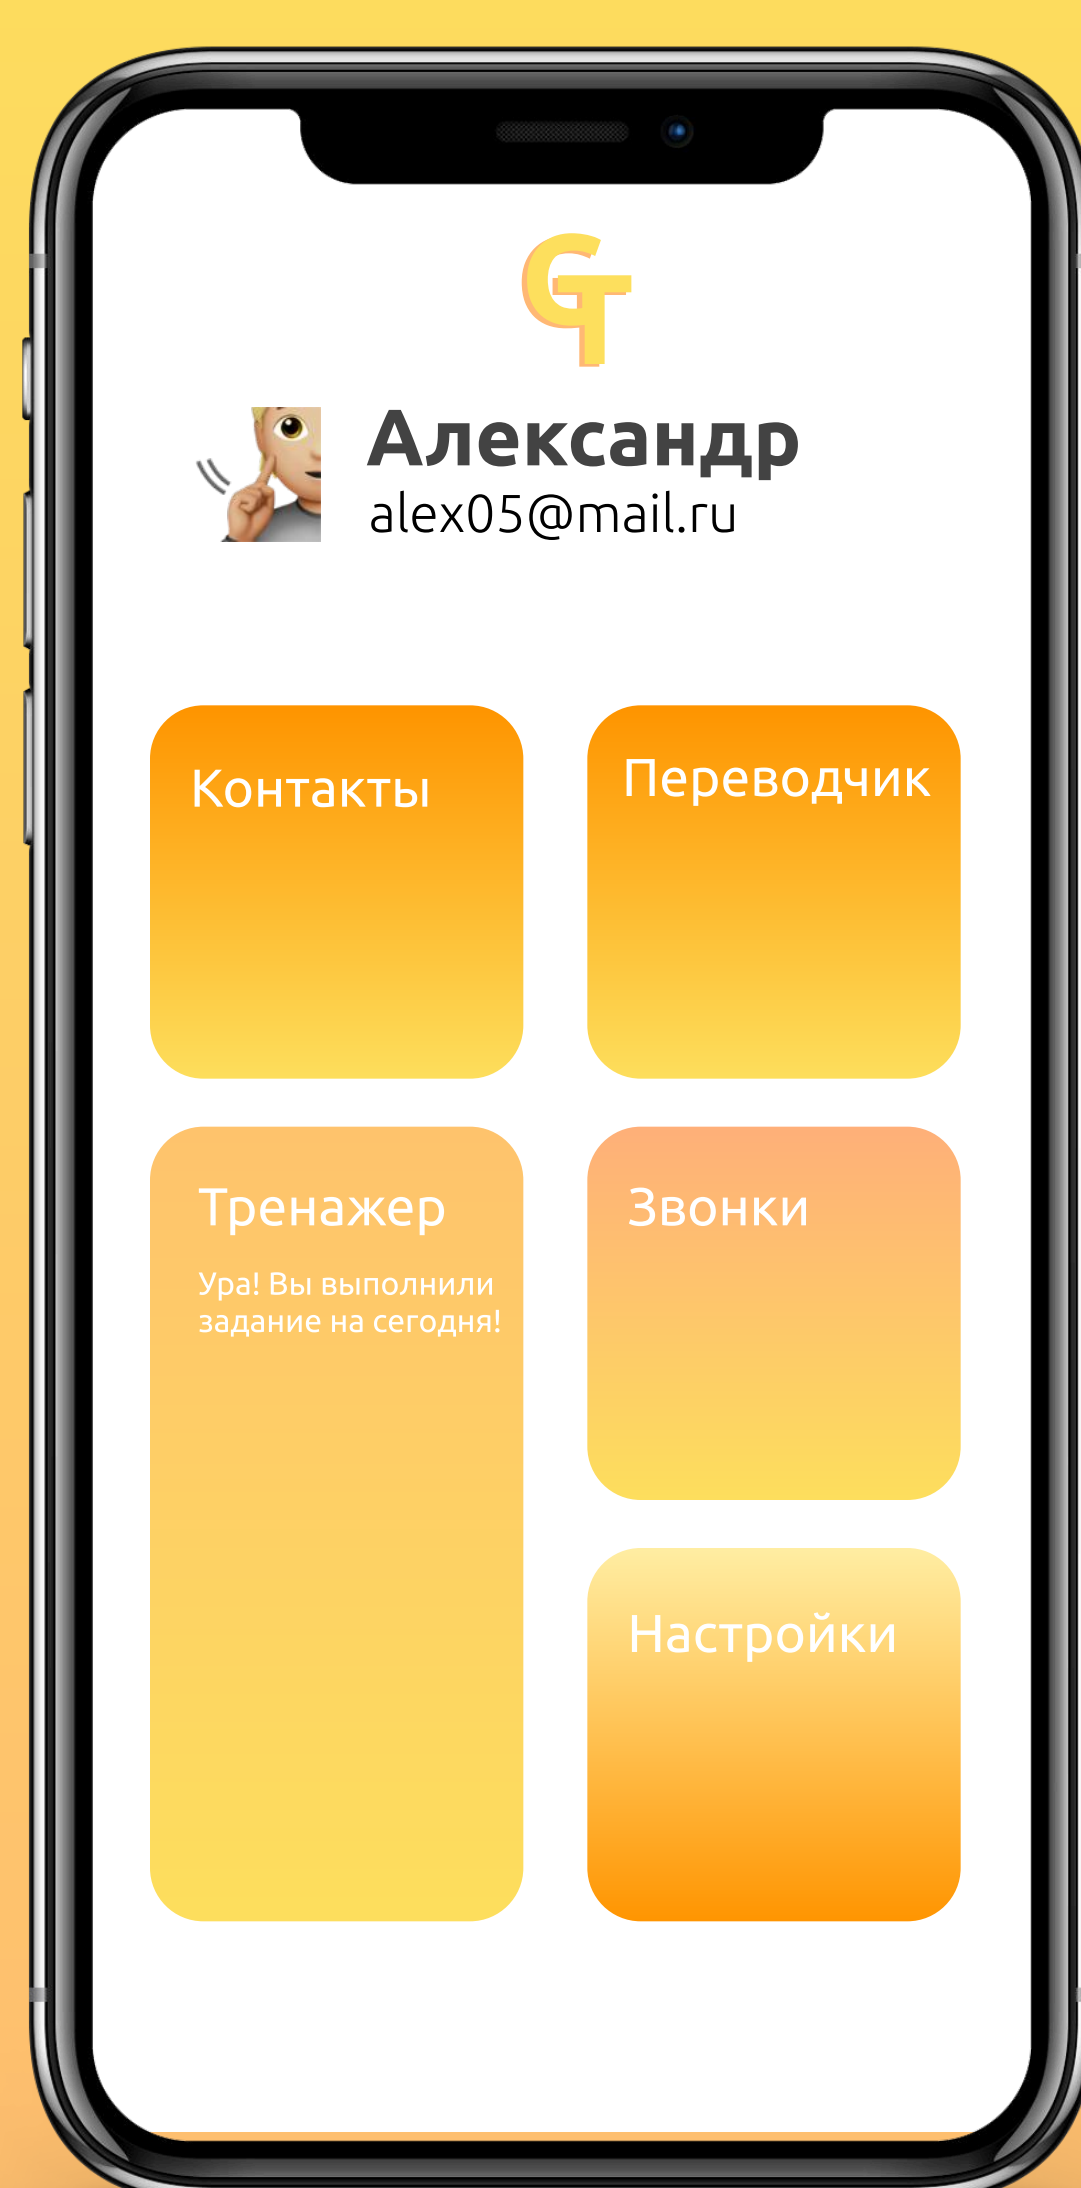 GT
Александр
alex05@mail.ru
Контакты
Переводчик
Тренажер
Ура! Вы выполнили
задание на сегодня!
Звонки
Настройки